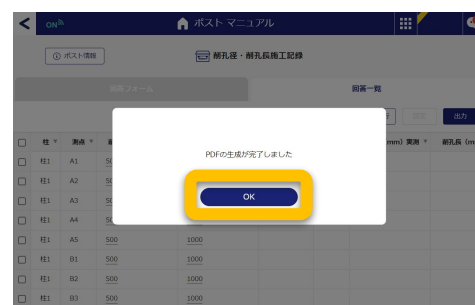 ON
ポスト マニュアル
ポスト情報
削孔径・削孔長施工記録
回答フォーム
回答一覧
出力
柱 測点 mm) 実測 削孔長 (m
PDFの生成が完了しました
OK
柱1 A1 50
柱1 A2 50
柱1 A3 50
柱1 A4 50
柱1 A5 500 1000
柱1 B1 500 1000
柱1 B2 500 1000
柱1 B3 500 1000